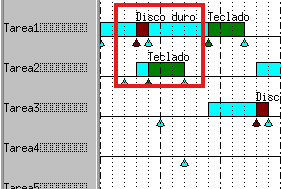 Disco duro Teclado
Tarea1
Teclado
Tarea2
Disc
Tarea3
Tarea4